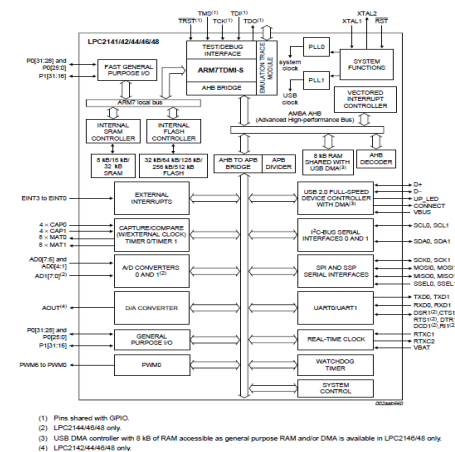 TMS(1) TDI(1)
TRST(1) TCK(1) TDO(1)
XTAL2
XTAL1 RST
LPC2141/42/44/46/48
TEST/DEBUG
INTERFACE
ARM7TDMI-S
AHB BRIDGE
EMULATION TRACE
MODULE
PLL0
system
clock
PLL1
USB
clock
SYSTEM
FUNCTIONS
VECTORED
INTERRUPT
CONTROLLER
P0[31:28] and
P0[25:0]
P1[31:16]
FAST GENERAL
PURPOSE I/O
ARM7 local bus
AMBA AHB
(Advanced High-performance Bus)
INTERNAL
SRAM
CONTROLLER
INTERNAL
FLASH
CONTROLLER
8 kB/16 kB/
32 kB
SRAM
32 kB/64 kB/128 kB/
256 kB/512 kB
FLASH
AHB TO APB
BRIDGE
APB
DIVIDER
8 kB RAM
SHARED WITH
USB DMA(3)
AHB
DECODER
EINT3 to EINT0
EXTERNAL
INTERRUPTS
USB 2.0 FULL-SPEED
DEVICE CONTROLLER
WITH DMA(3)
D+
D−
UP_LED
CONNECT
VBUS
4 × CAP0
4 × CAP1
8 × MAT0
8 × MAT1
CAPTURE/COMPARE
(W/EXTERNAL CLOCK)
TIMER 0/TIMER 1
I2C-BUS SERIAL
INTERFACES 0 AND 1
SCL0, SCL1
SDA0, SDA1
AD0[7:6] and
AD0[4:1]
AD1[7:0](2)
A/D CONVERTERS
0 AND 1(2)
SPI AND SSP
SERIAL INTERFACES
SCK0, SCK1
MOSI0, MOSI1
MISO0, MISO1
SSEL0, SSEL1
AOUT(4)
D/A CONVERTER
UART0/UART1
TXD0, TXD1
RXD0, RXD1
DSR1(2),CTS1
RTS1(2), DTR1
DCD1(2),RI1(2)
P0[31:28] and
P0[25:0]
P1[31:16]
GENERAL
PURPOSE I/O
REAL-TIME CLOCK
RTXC1
RTXC2
VBAT
PWM6 to PWM0
PWM0
WATCHDOG
TIMER
SYSTEM
CONTROL
002aab560
(1) Pins shared with GPIO.
(2) LPC2144/46/48 only.
(3) USB DMA controller with 8 kB of RAM accessible as general purpose RAM and/or DMA is available in LPC2146/48 only.
(4) LPC2142/44/46/48 only.